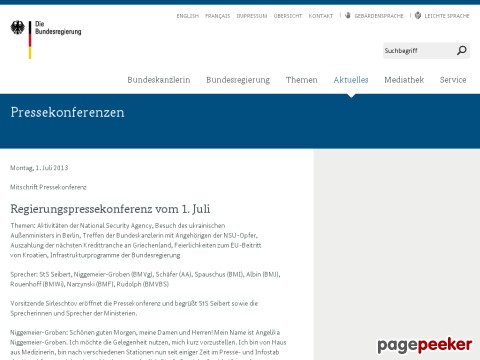 Die
Bundesregierung
ENGLISH FRANÇAIS IMPRESSUM ÜBERSICHT KONTAKT GEBÄRDENSPRACHE LEICHTE SPRACHE
Suchbegriff
Bundeskanzlerin Bundesregierung Themen Aktuelles Mediathek Service
Pressekonferenzen
Montag, 1. Juli 2013
Mitschrift Pressekonferenz
Regierungspressekonferenz vom 1. Juli
Themen: Aktivitäten der National Security Agency, Besuch des ukrainischen
Außenministers in Berlin, Treffen der Bundeskanzlerin mit Angehörigen der NSU-Opfer,
Auszahlung der nächsten Kredittranche an Griechenland, Feierlichkeiten zum EU-Beitritt
von Kroatien, Infrastrukturprogramme der Bundesregierung
Sprecher: StS Seibert, Niggemeier-Groben (BMVg), Schäfer (AA), Spauschus (BMI), Albin (BMJ),
Rouenhoff (BMWi), Narzynski (BMF), Rudolph (BMVBS)
Vorsitzende Sirleschtov eröffnet die Pressekonferenz und begrüßt StS Seibert sowie die
Sprecherinnen und Sprecher der Ministerien.
Niggemeier-Groben: Schönen guten Morgen, meine Damen und Herren! Mein Name ist Angelika
Niggemeier-Groben. Ich möchte die Gelegenheit nutzen, mich kurz vorzustellen. Ich bin im Haus
Medizinerin, bin nach verschiedenen Stationen nun seit einiger Zeit im Presse- und Infostab
pagepeeker